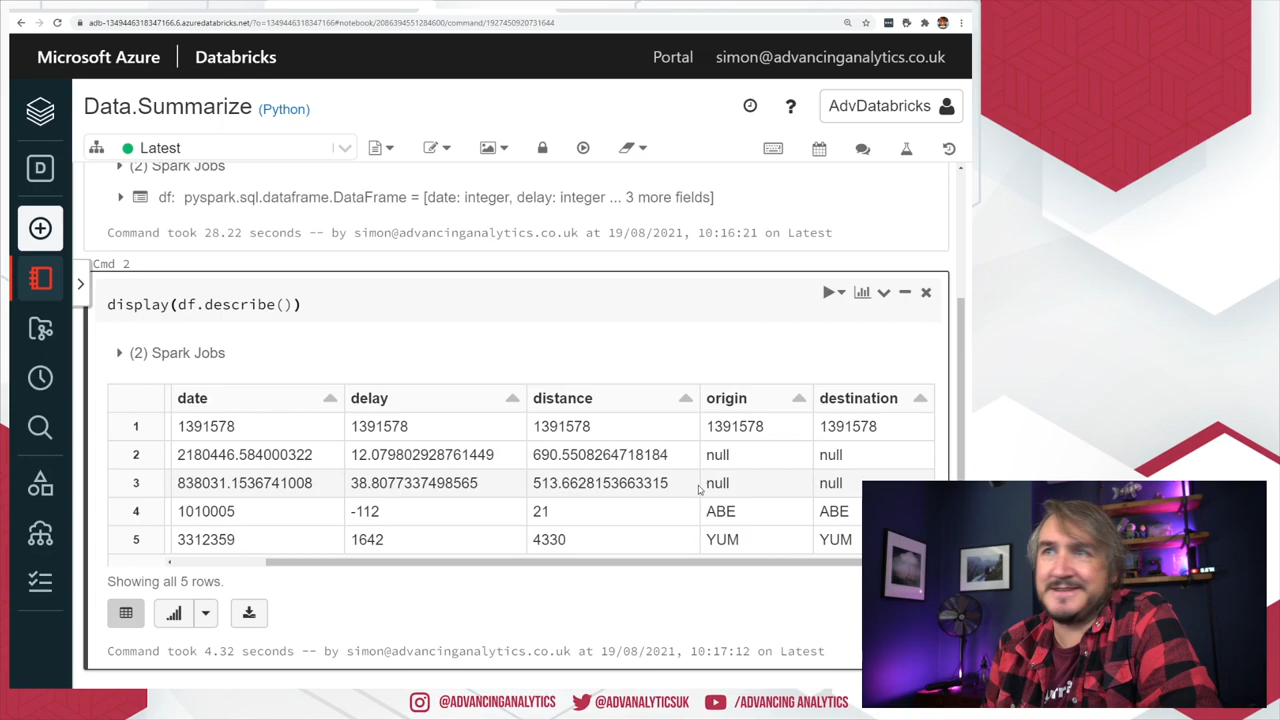 adb-1349446318347166.6.azuredatabricks.net/?o=1349446318347166#notebook/2086394551284600/command/1927450920731644
Microsoft Azure Databricks Portal simon@advancinganalytics.co.uk
Data.Summarize (Python) ? AdvDatabricks
D
Latest
(2) Spark Jobs
df: pyspark.sql.dataframe.DataFrame = [date: integer, delay: integer ... 3 more fields]
Command took 28.22 seconds -- by simon@advancinganalytics.co.uk at 19/08/2021, 10:16:21 on Latest
Cmd 2
display(df.describe())
(2) Spark Jobs
date delay distance origin destination
1 1391578 1391578 1391578 1391578 1391578
2 2180446.584000322 12.079802928761449 690.5508264718184 null null
3 838031.1536741008 38.8077337498565 513.6628153663315 null null
4 1010005 -112 21 ABE ABE
5 3312359 1642 4330 YUM YUM
Showing all 5 rows.
Command took 4.32 seconds -- by simon@advancinganalytics.co.uk at 19/08/2021, 10:17:12 on Latest
@ADVANCINGANALYTICS @ADVANALYTICSUK /ADVANCING ANALYTICS